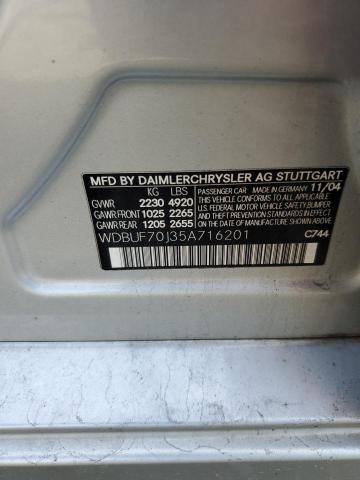 MFD BY DAIMLERCHRYSLER AG STUTTGART
KG LBS PASSENGER CAR MADE IN GERMANY 11/04
GVWR 2230 4920 THIS CAR CONFORMS TO ALL APPLICABLE
GAWR FRONT 1025 2265 U.S. FEDERAL MOTOR VEHICLE SAFETY, BUMPER,
GAWR REAR 1205 2655 AND THEFT PREVENTION STANDARDS IN EFFECT ON THE DATE OF MANUFACTURE SHOWN ABOVE.
WDBUF70J35A716201 C744